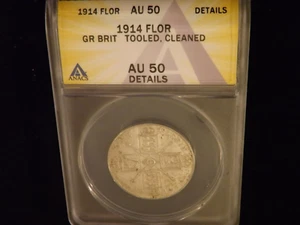 1914 FLOR AU 50 DETAILS
1914 FLOR
GR BRIT TOOLED, CLEANED
ANACS
AU 50
DETAILS